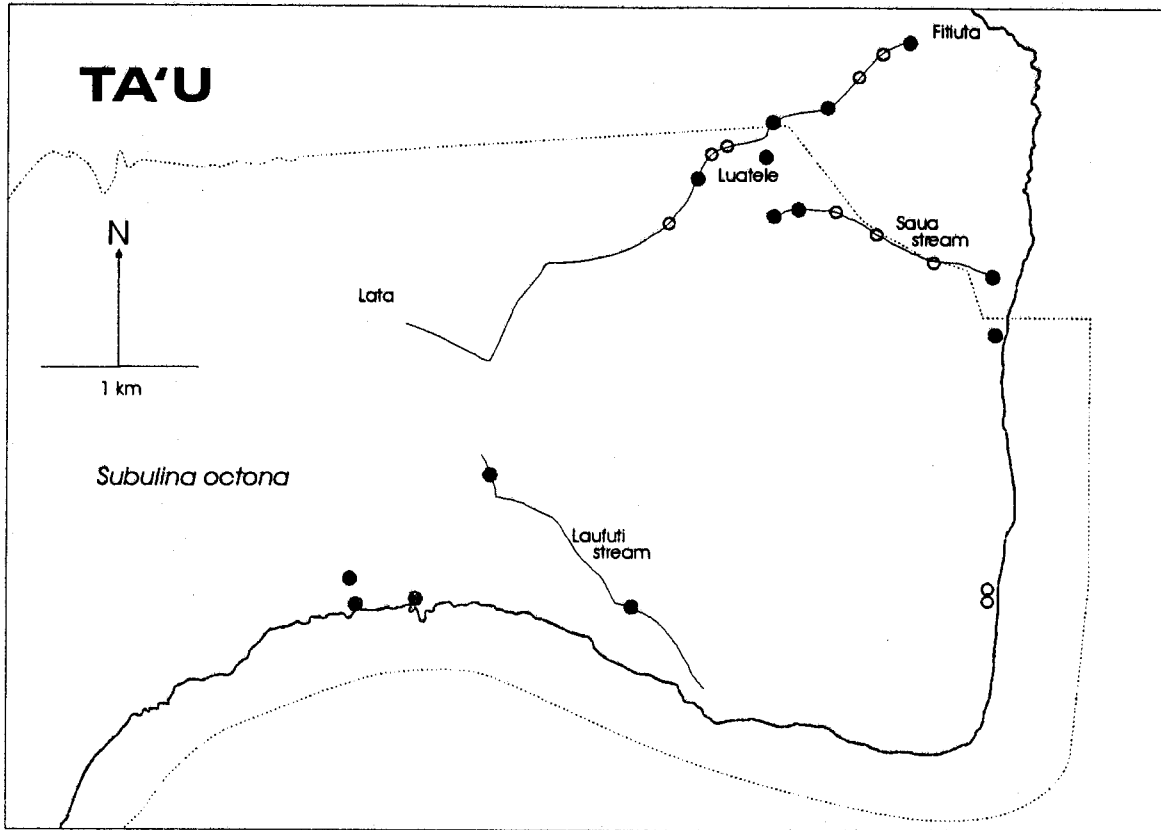 TA‘U
Fitiuta
Luatele
Saua
stream
N
Lata
1 km
Subulina octona
Laufuti
stream